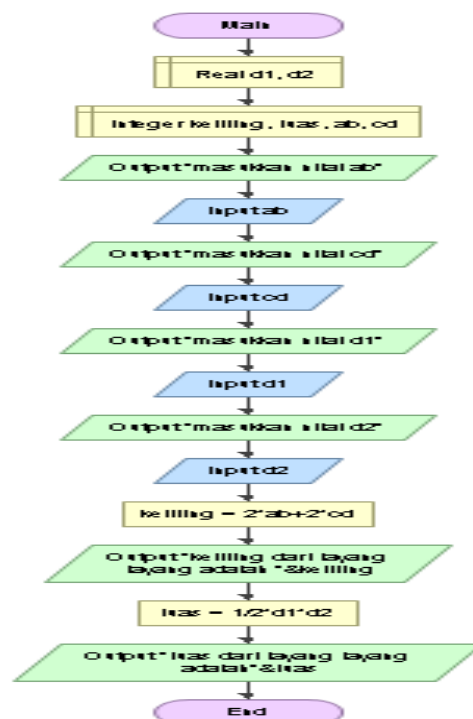 Main
Real d1, d2
Integer keliling, luas, ab, cd
Output "masukkan nilai ab"
Input ab
Output "masukkan nilai cd"
Input cd
Output "masukkan nilai d1"
Input d1
Output "masukkan nilai d2"
Input d2
keliling = 2*ab+2*cd
Output "keliling dari layang
layang adalah "&keliling
luas = 1/2*d1*d2
Output "luas dari layang layang
adalah"&luas
End